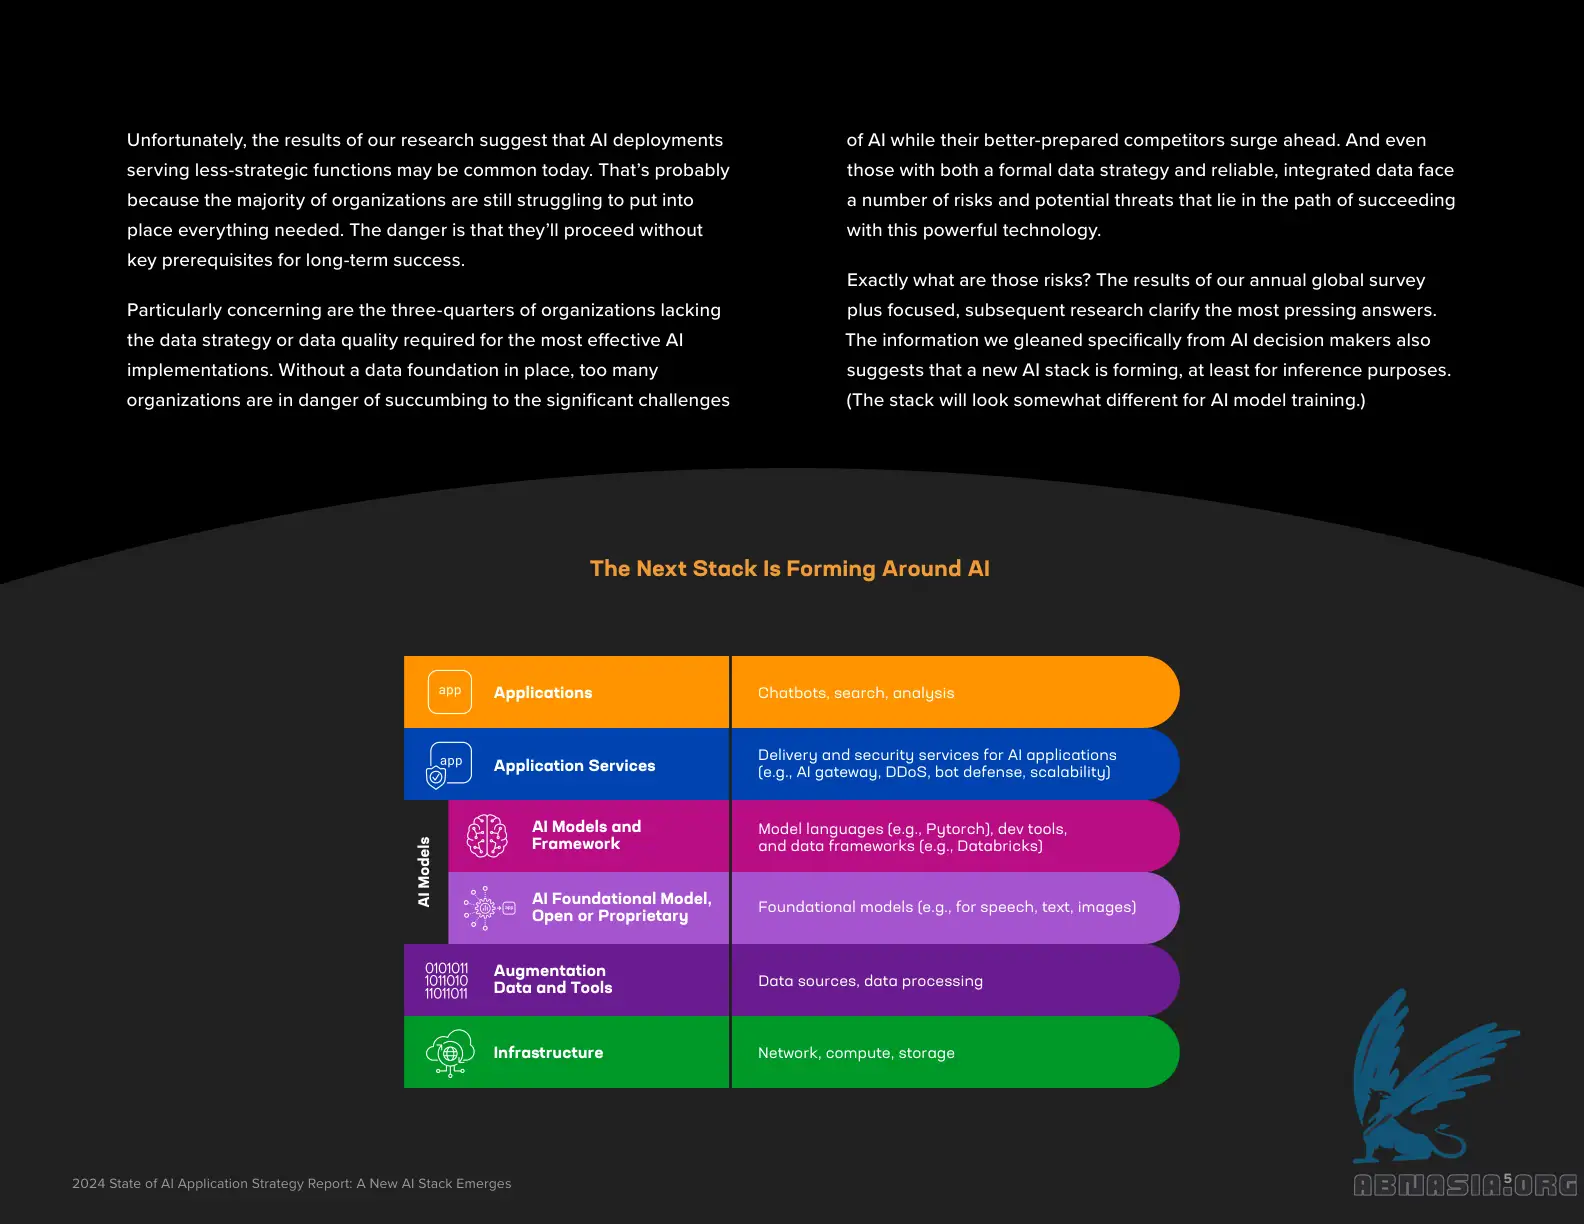 Unfortunately, the results of our research suggest that AI deployments
serving less-strategic functions may be common today. That’s probably
because the majority of organizations are still struggling to put into
place everything needed. The danger is that they’ll proceed without
key prerequisites for long-term success.
Particularly concerning are the three-quarters of organizations lacking
the data strategy or data quality required for the most effective AI
implementations. Without a data foundation in place, too many
organizations are in danger of succumbing to the significant challenges
of AI while their better-prepared competitors surge ahead. And even
those with both a formal data strategy and reliable, integrated data face
a number of risks and potential threats that lie in the path of succeeding
with this powerful technology.
Exactly what are those risks? The results of our annual global survey
plus focused, subsequent research clarify the most pressing answers.
The information we gleaned specifically from AI decision makers also
suggests that a new AI stack is forming, at least for inference purposes.
(The stack will look somewhat different for AI model training.)
The Next Stack Is Forming Around AI
app
Applications
Chatbots, search, analysis
app
Application Services
Delivery and security services for AI applications
(e.g., AI gateway, DDoS, bot defense, scalability)
AI Models
AI Models and
Framework
Model languages (e.g., Pytorch), dev tools,
and data frameworks (e.g., Databricks)
app
AI Foundational Model,
Open or Proprietary
Foundational models (e.g., for speech, text, images)
0101011
1011010
11011011
Augmentation
Data and Tools
Data sources, data processing
Infrastructure
Network, compute, storage
2024 State of AI Application Strategy Report: A New AI Stack Emerges
5
ABNASIA.ORG